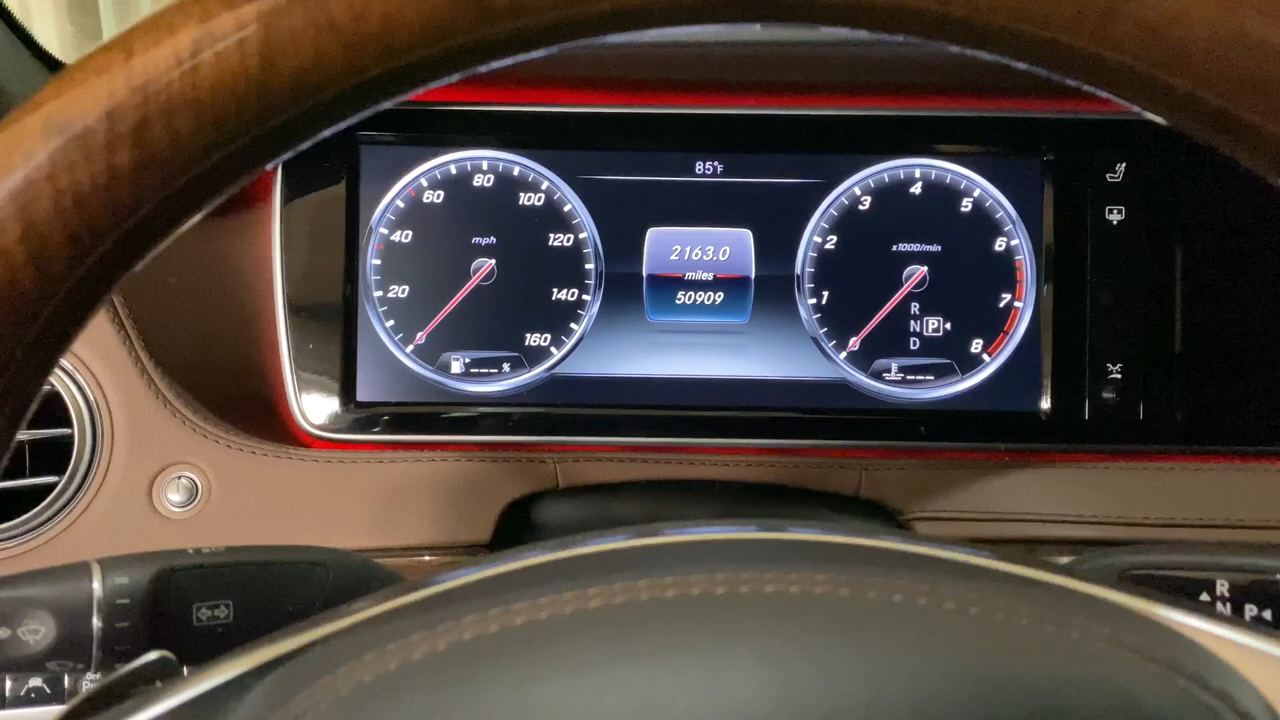 85°F
80
60
100
40
120
mph
20
140
160
--- %
2163.0
miles
50909
4
3
5
2
6
x1000/min
1
7
8
R
N P
D
---
R
N P